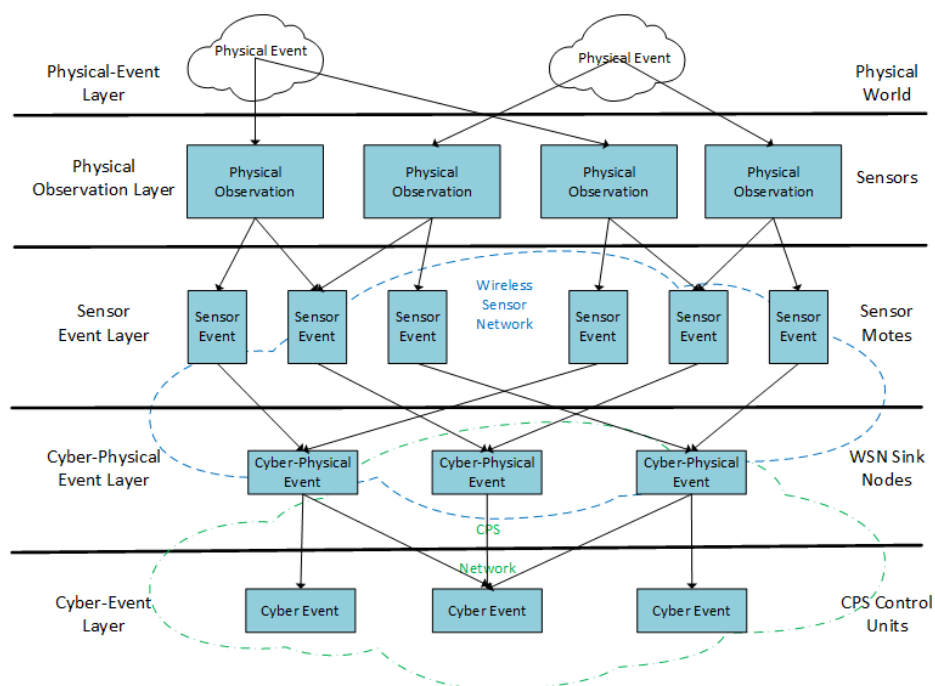 Physical Event
Physical Event
Physical-Event
Layer
Physical
World
Physical
Observation Layer
Physical
Observation
Physical
Observation
Physical
Observation
Physical
Observation
Sensors
Wireless
Sensor
Network
Sensor
Event Layer
Sensor
Event
Sensor
Event
Sensor
Event
Sensor
Event
Sensor
Event
Sensor
Event
Sensor
Motes
Cyber-Physical
Event Layer
Cyber-Physical
Event
Cyber-Physical
Event
Cyber-Physical
Event
WSN Sink
Nodes
CPS
Network
Cyber-Event
Layer
Cyber Event
Cyber Event
Cyber Event
CPS Control
Units